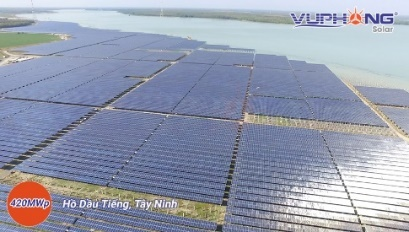 VUPHONG
Solar
420MWp
Hồ Dầu Tiếng, Tây Ninh